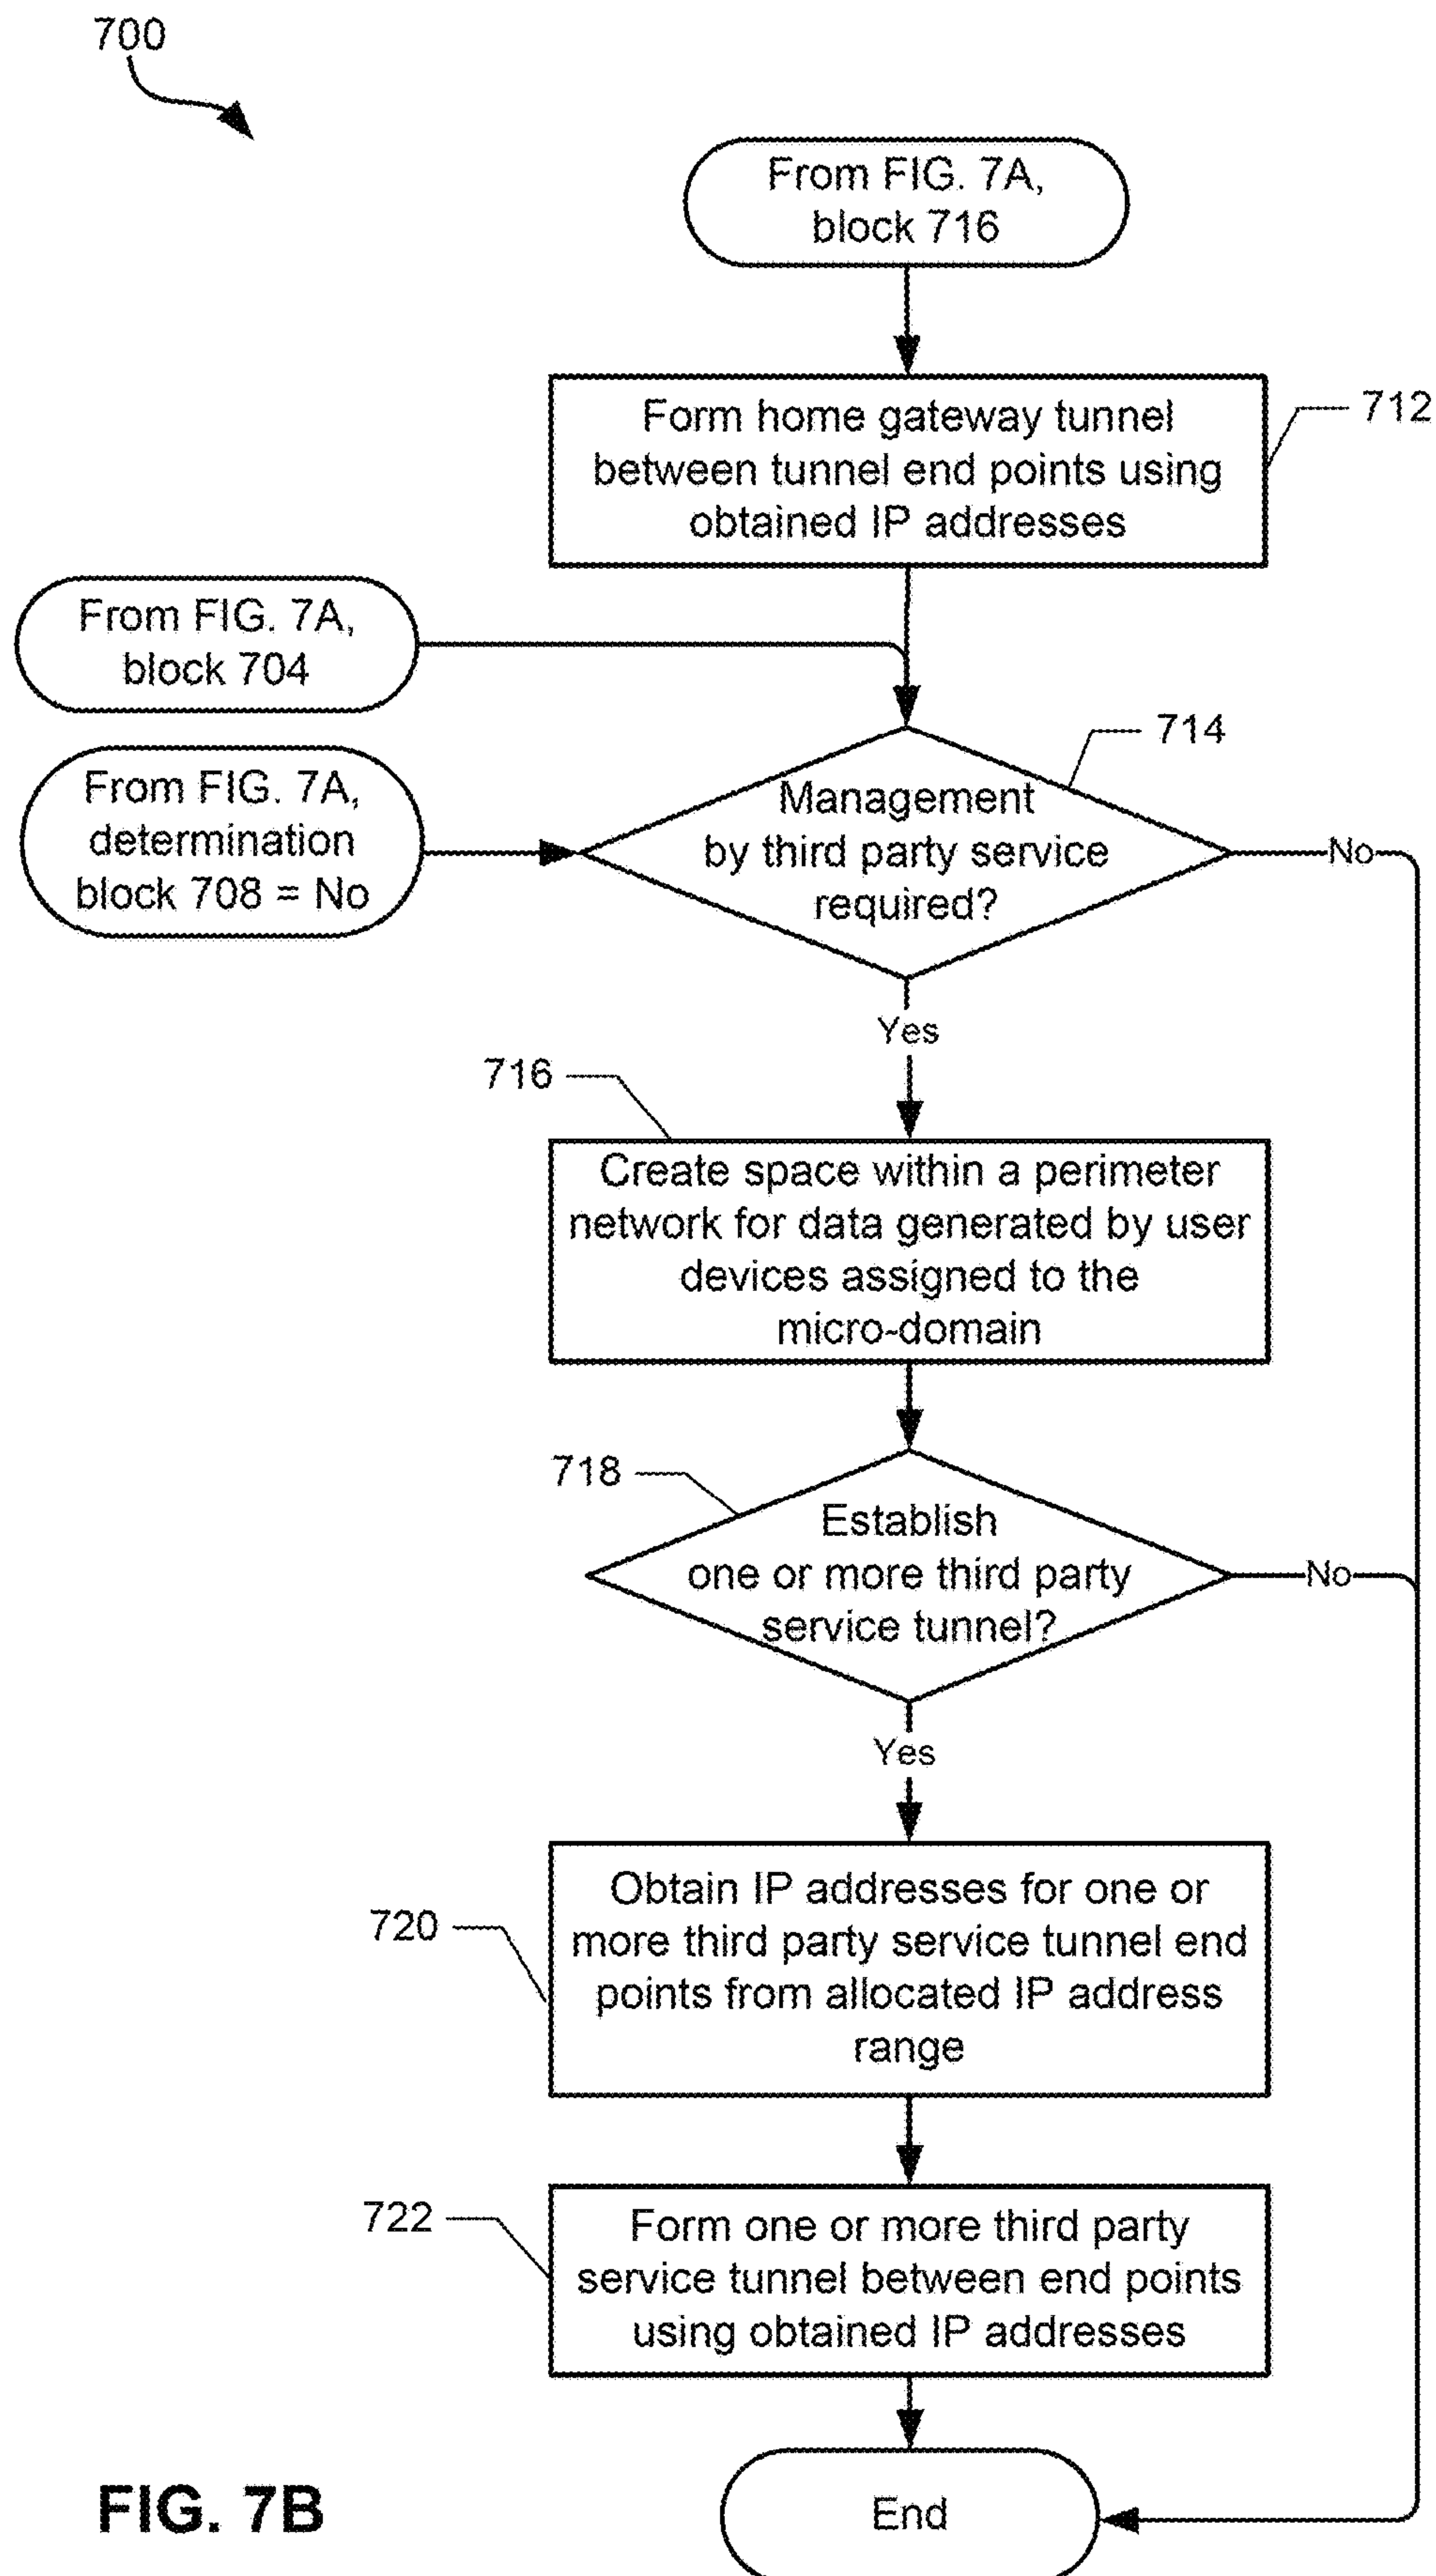 700
From FIG. 7A,
block 716
Form home gateway tunnel
between tunnel end points using
obtained IP addresses
712
From FIG. 7A,
block 704
From FIG. 7A,
determination
block 708 = No
714
Management
by third party service
required?
No
Yes
716
Create space within a perimeter
network for data generated by user
devices assigned to the
micro-domain
718
Establish
one or more third party
service tunnel?
No
Yes
720
Obtain IP addresses for one or
more third party service tunnel end
points from allocated IP address
range
722
Form one or more third party
service tunnel between end points
using obtained IP addresses
End
FIG. 7B